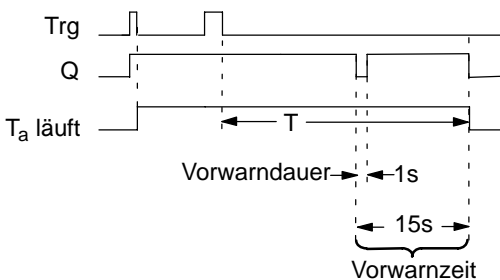 Trg
Q
Ta läuft
T
Vorwarndauer 1s
15s
Vorwarnzeit